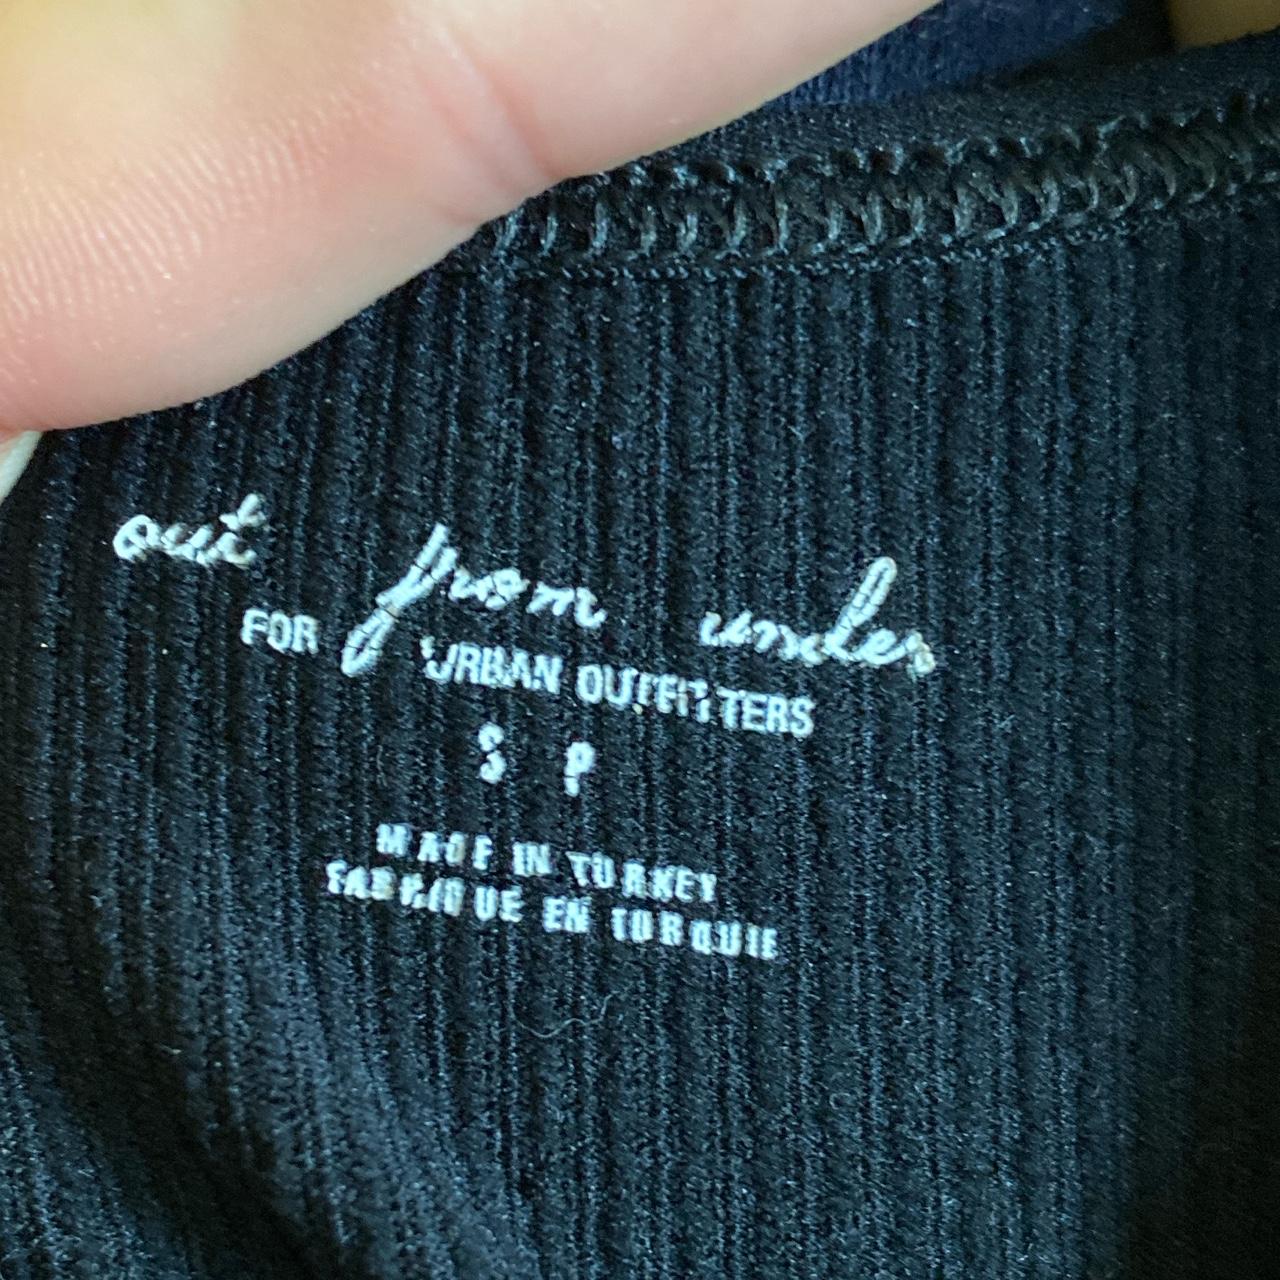 out from under
FOR URBAN OUTFITTERS
S P
MADE IN TURKEY
FABRIQUE EN TURQUIE